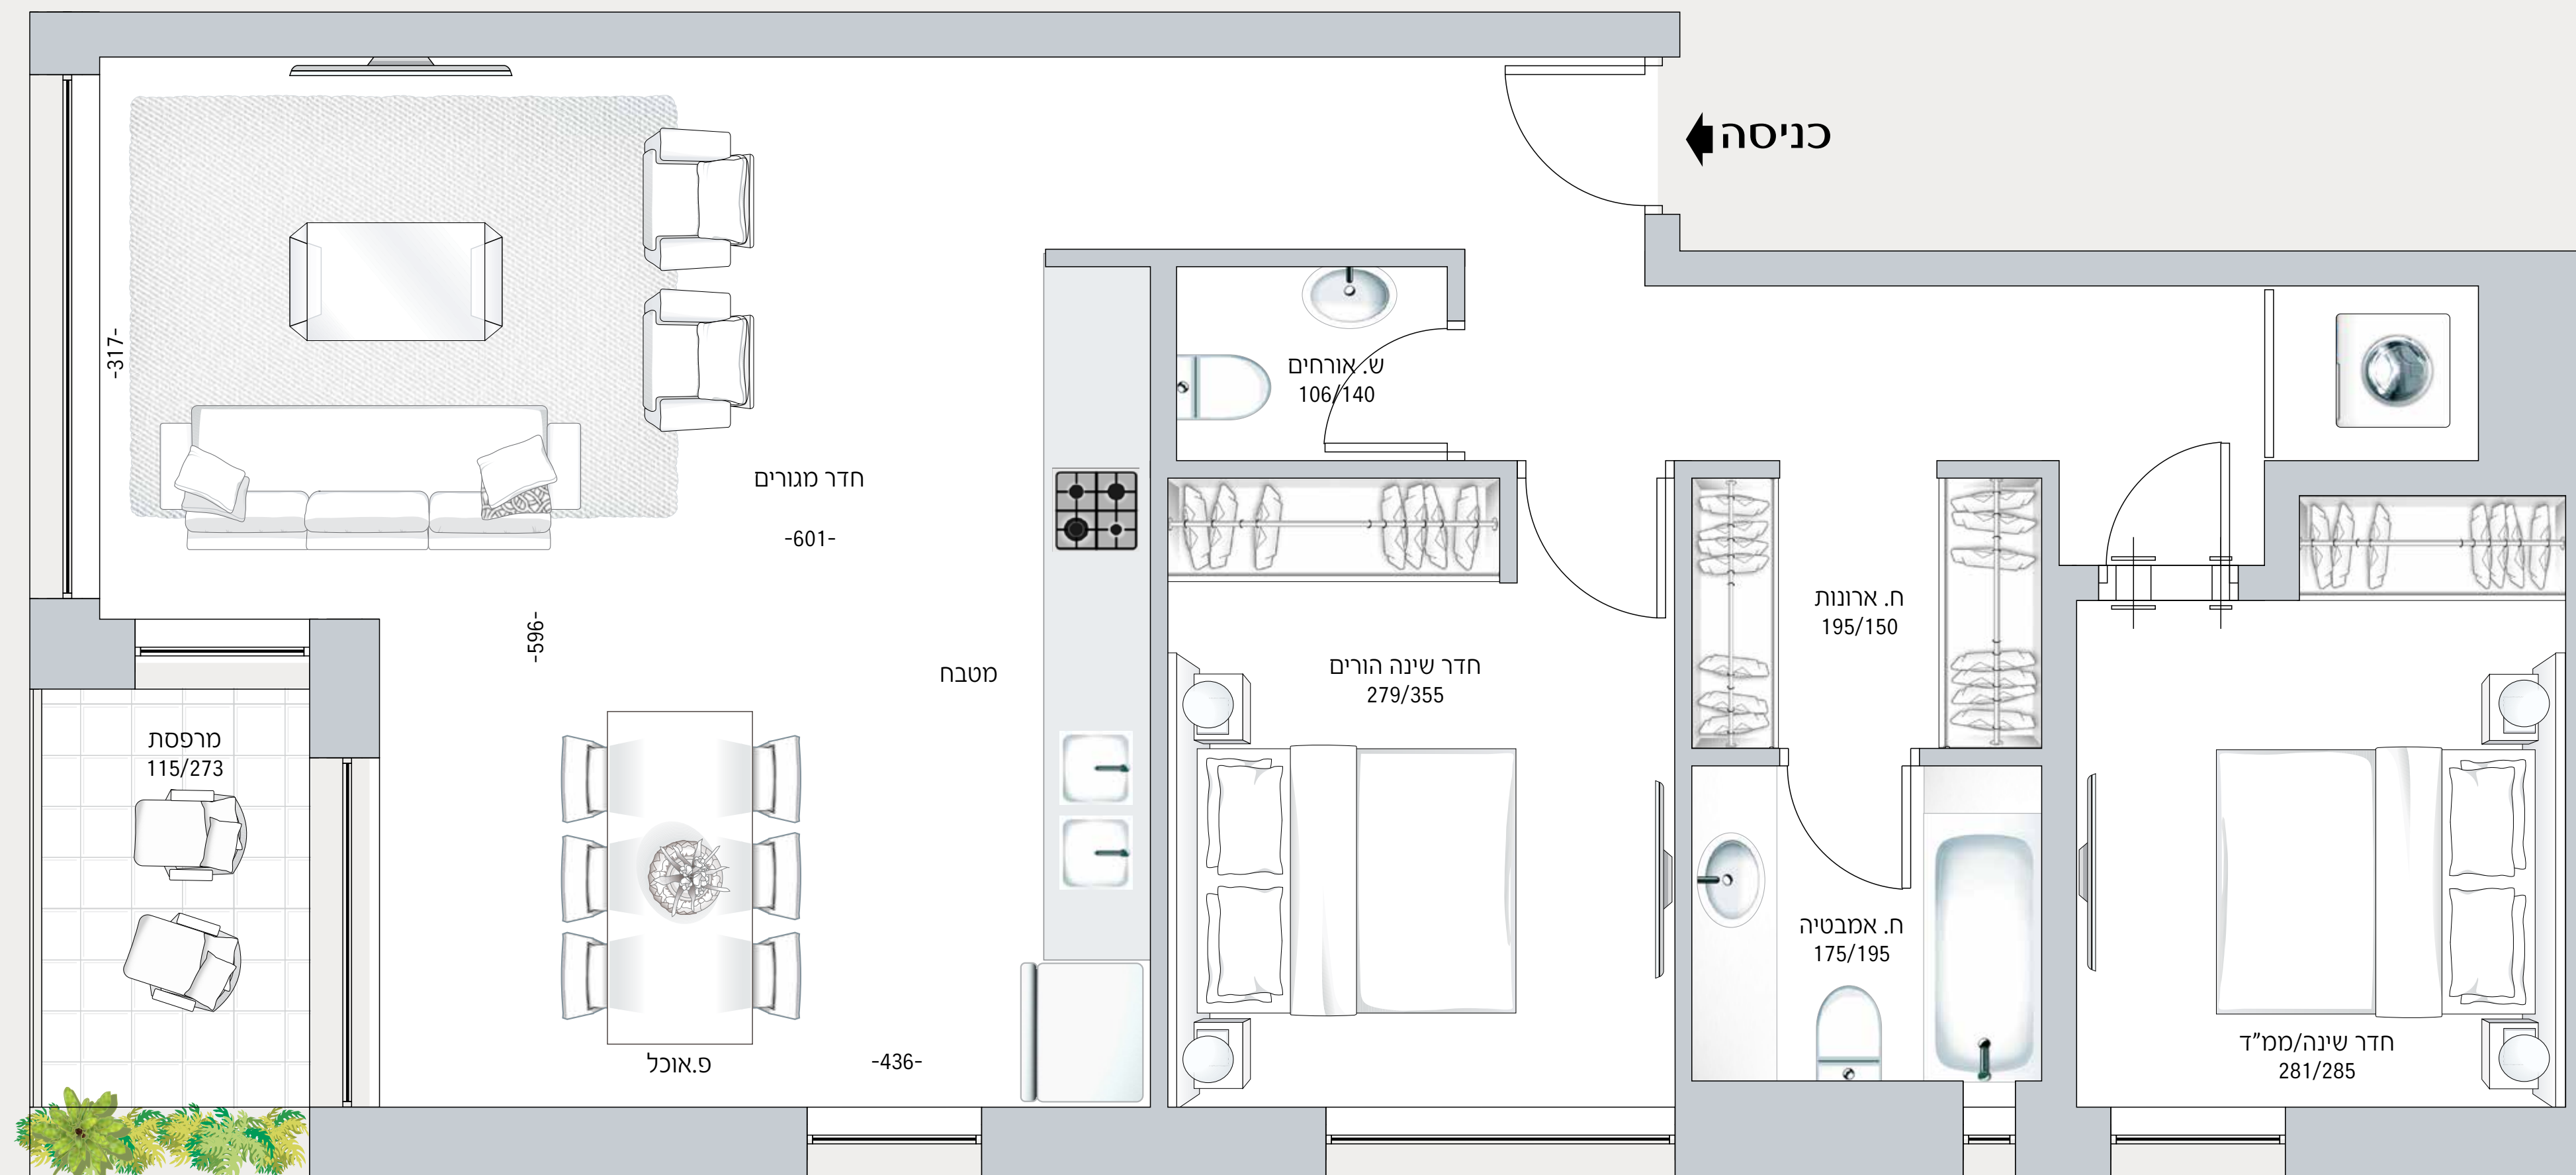 כניסה
-317-
ש. אורחים
106/140
חדר מגורים
-601-
-596-
מטבח
ח. ארונות
195/150
חדר שינה הורים
279/355
מרפסת
115/273
ח. אמבטיה
175/195
חדר שינה/ממ"ד
281/285
פ.אוכל
-436-